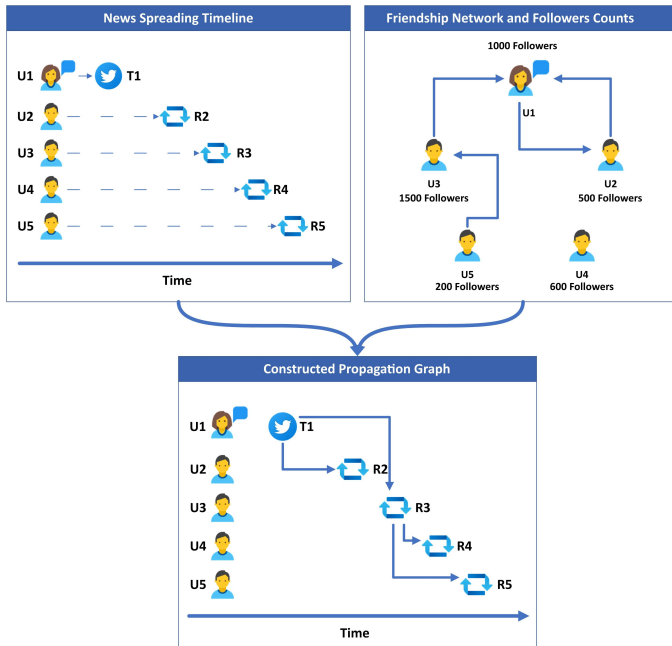 News Spreading Timeline
U1
T1
U2
R2
U3
R3
U4
R4
U5
R5
Time
Friendship Network and Followers Counts
1000 Followers
U1
U3
1500 Followers
U2
500 Followers
U5
200 Followers
U4
600 Followers
Constructed Propagation Graph
U1
T1
U2
R2
U3
R3
U4
R4
U5
R5
Time